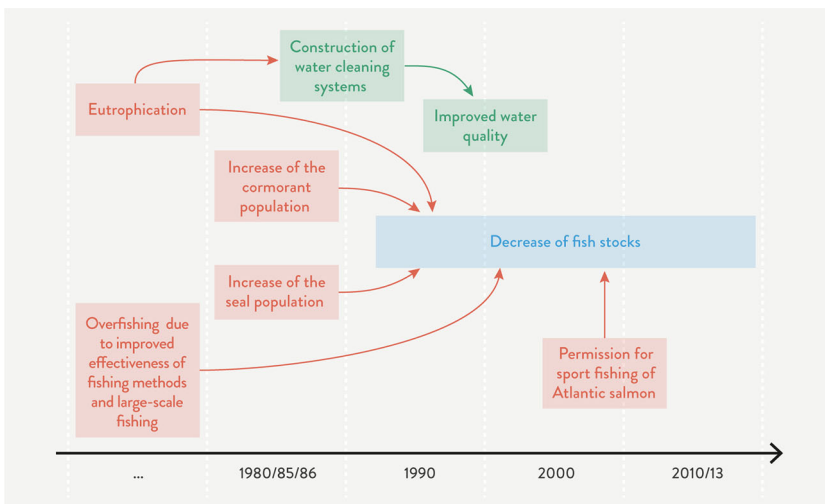 Construction of
water cleaning
systems
Eutrophication
Improved water
quality
Increase of the
cormorant
population
Decrease of fish stocks
Increase of the
seal population
Overfishing due
to improved
effectiveness of
fishing methods
and large-scale
fishing
Permission for
sport fishing of
Atlantic salmon
...
1980/85/86
1990
2000
2010/13